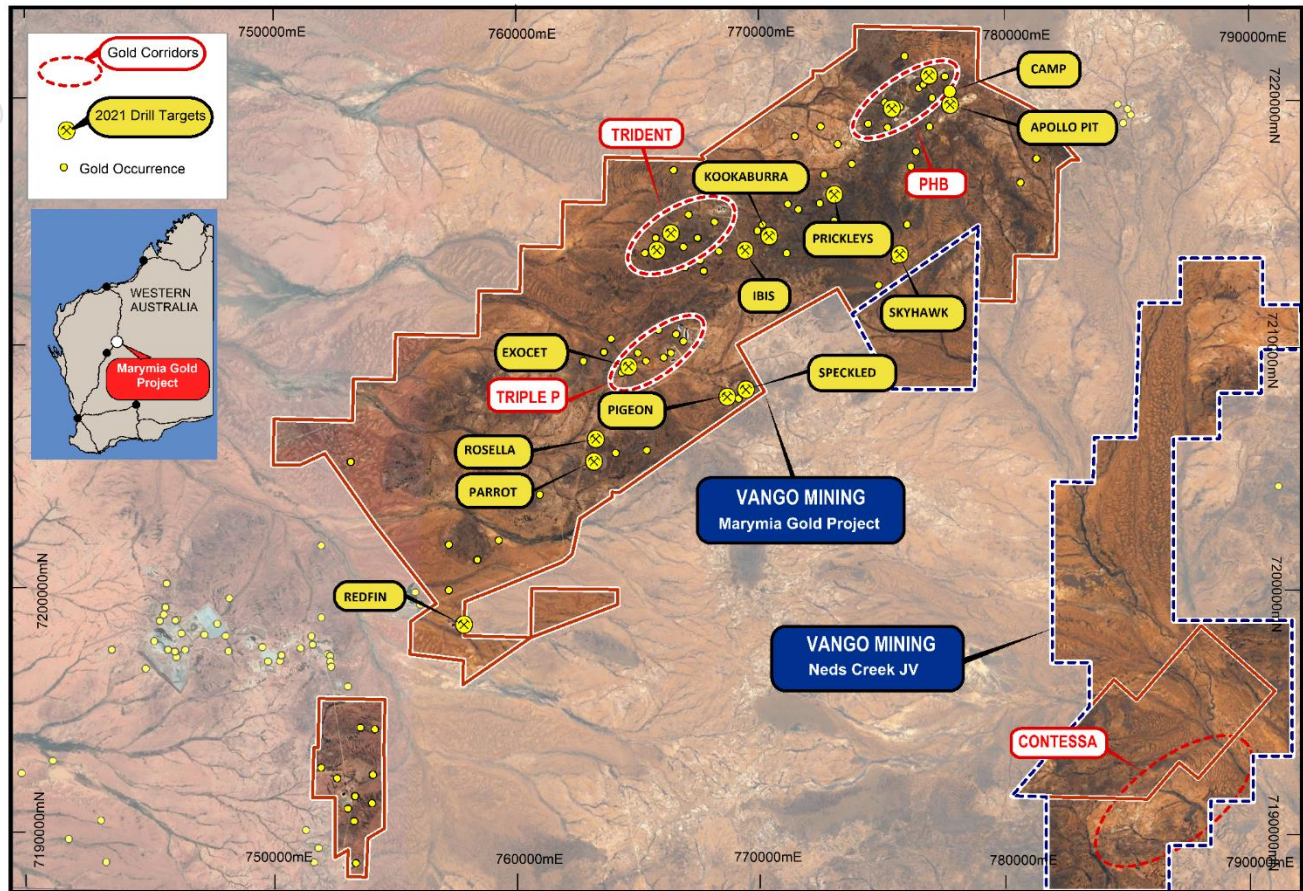 750000mE
760000mE
770000mE
780000mE
790000mE
Gold Corridors
2021 Drill Targets
Gold Occurrence
WESTERN
AUSTRALIA
Marymia Gold
Project
7220000mN
CAMP
APOLLO PIT
TRIDENT
KOOKABURRA
PHB
PRICKLEYS
IBIS
SKYHAWK
7210000mN
7210000mN
EXOCET
SPECKLED
TRIPLE P
PIGEON
ROSELLA
PARROT
VANGO MINING
Marymia Gold Project
7200000mN
7200000mN
REDFIN
VANGO MINING
Neds Creek JV
CONTESSA
7190000mN
7190000mN
750000mE
760000mE
770000mE
780000mE
790000mE